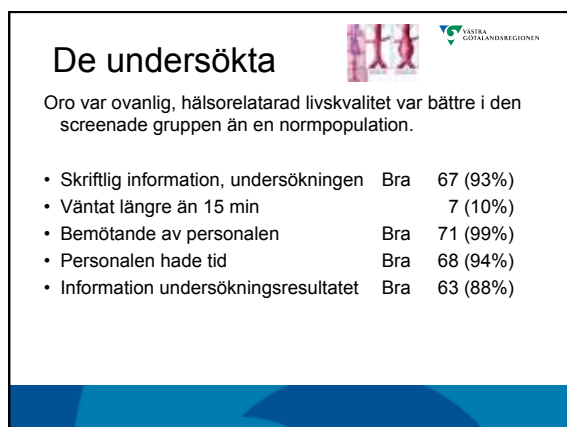 VÄSTRA
GÖTALANDSREGIONEN
De undersökta
Oro var ovanlig, hälsorelatarad livskvalitet var bättre i den
screenade gruppen än en normpopulation.
• Skriftlig information, undersökningen Bra 67 (93%)
• Väntat längre än 15 min 7 (10%)
• Bemötande av personalen Bra 71 (99%)
• Personalen hade tid Bra 68 (94%)
• Information undersökningsresultatet Bra 63 (88%)